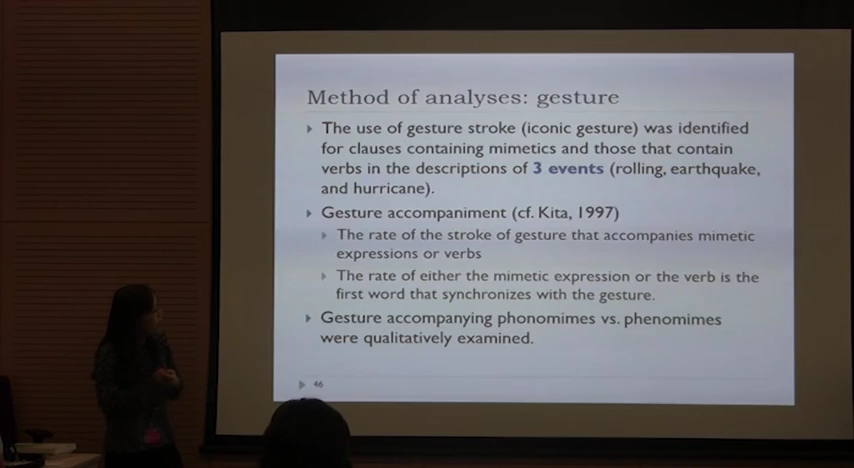 Method of analyses: gesture
The use of gesture stroke (iconic gesture) was identified
for clauses containing mimetics and those that contain
verbs in the descriptions of 3 events (rolling, earthquake,
and hurricane).
Gesture accompaniment (cf. Kita, 1997)
The rate of the stroke of gesture that accompanies mimetic
expressions or verbs
The rate of either the mimetic expression or the verb is the
first word that synchronizes with the gesture.
Gesture accompanying phonomimes vs. phenomimes
were qualitatively examined.
46